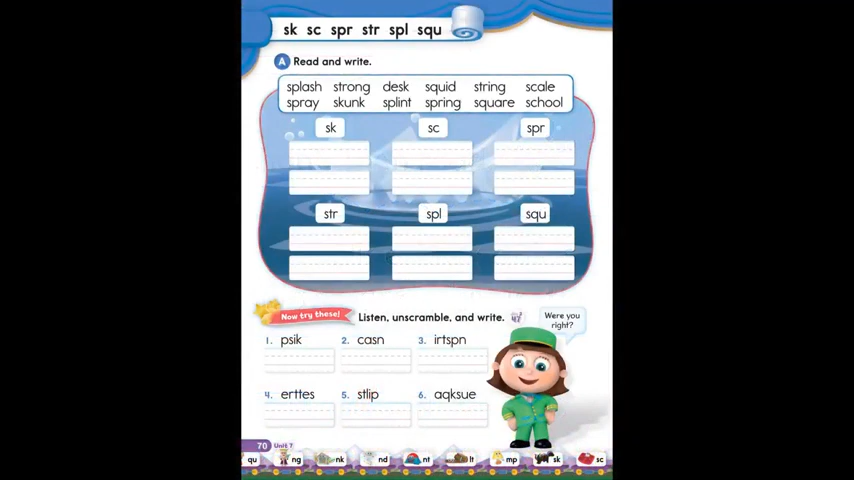 sk sc spr str spl squ
A Read and write.
splash strong desk squid string scale
spray skunk splint spring square school
sk sc spr
str spl squ
Now try these! Listen, unscramble, and write.
Were you
right?
1. psik 2. casn 3. irtspn
4. erttes 5. stlip 6. aqksue
70 Unit 7
qu ng nk nd nt lt mp sk sc